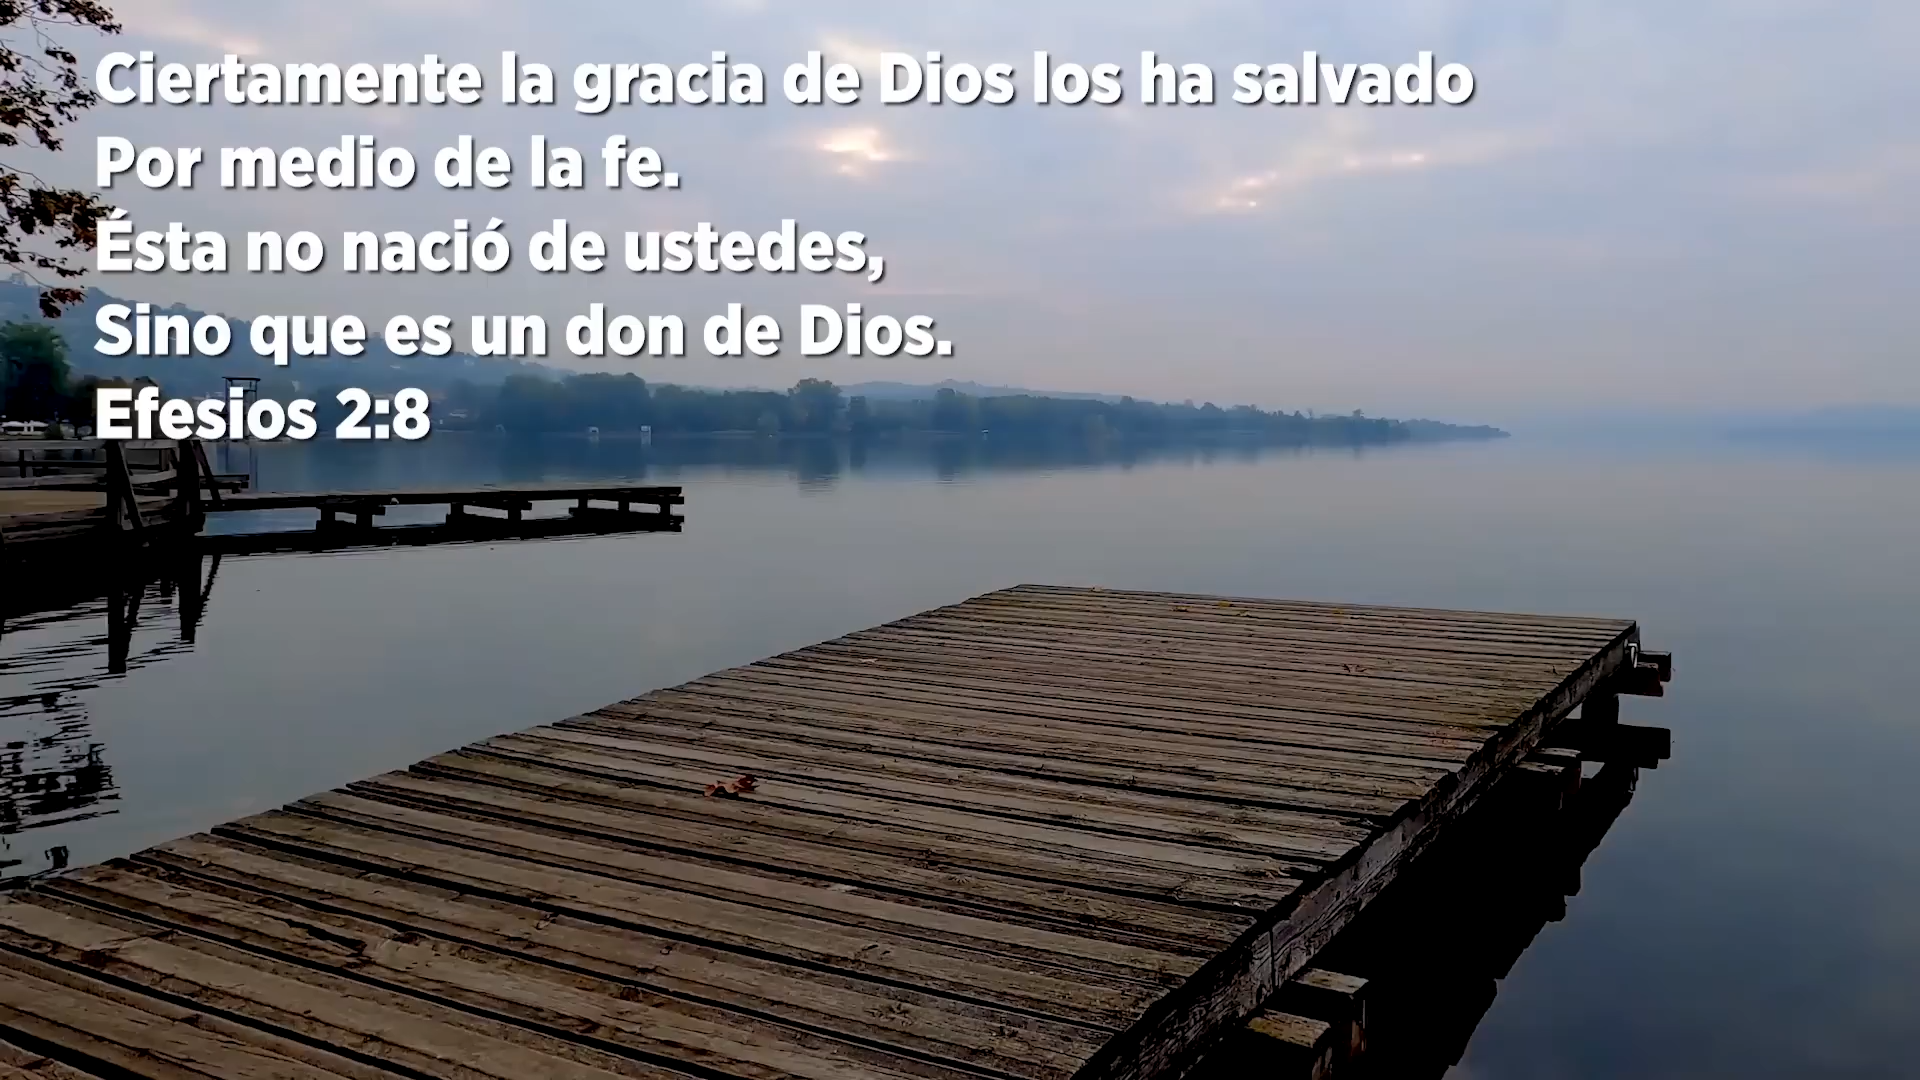 Ciertamente la gracia de Dios los ha salvado
Por medio de la fe.
Ésta no nació de ustedes,
Sino que es un don de Dios.
Efesios 2:8